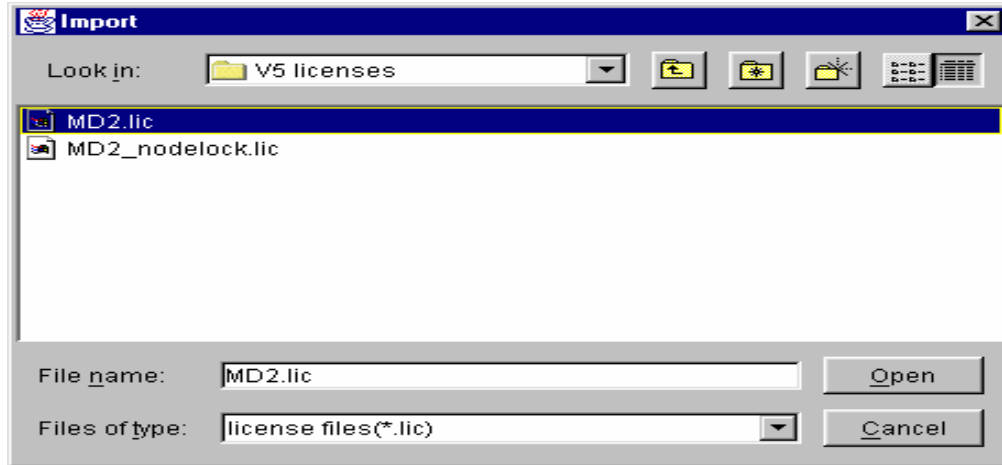 Import
Look in: V5 licenses
MD2.lic
MD2_nodelock.lic
File name: MD2.lic Open
Files of type: license files(*.lic) Cancel